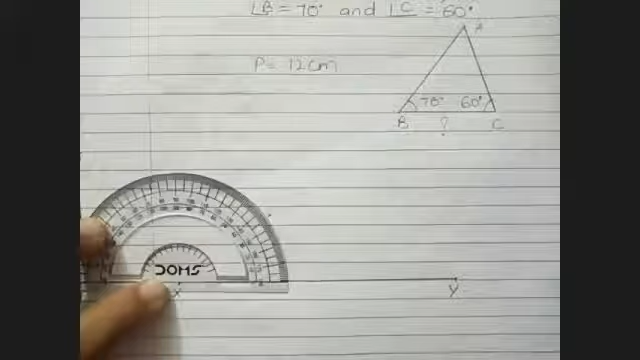 ∠B = 70° and ∠C = 60°
P = 12cm
A
70° 60°
B ? C
DOMS
X Y